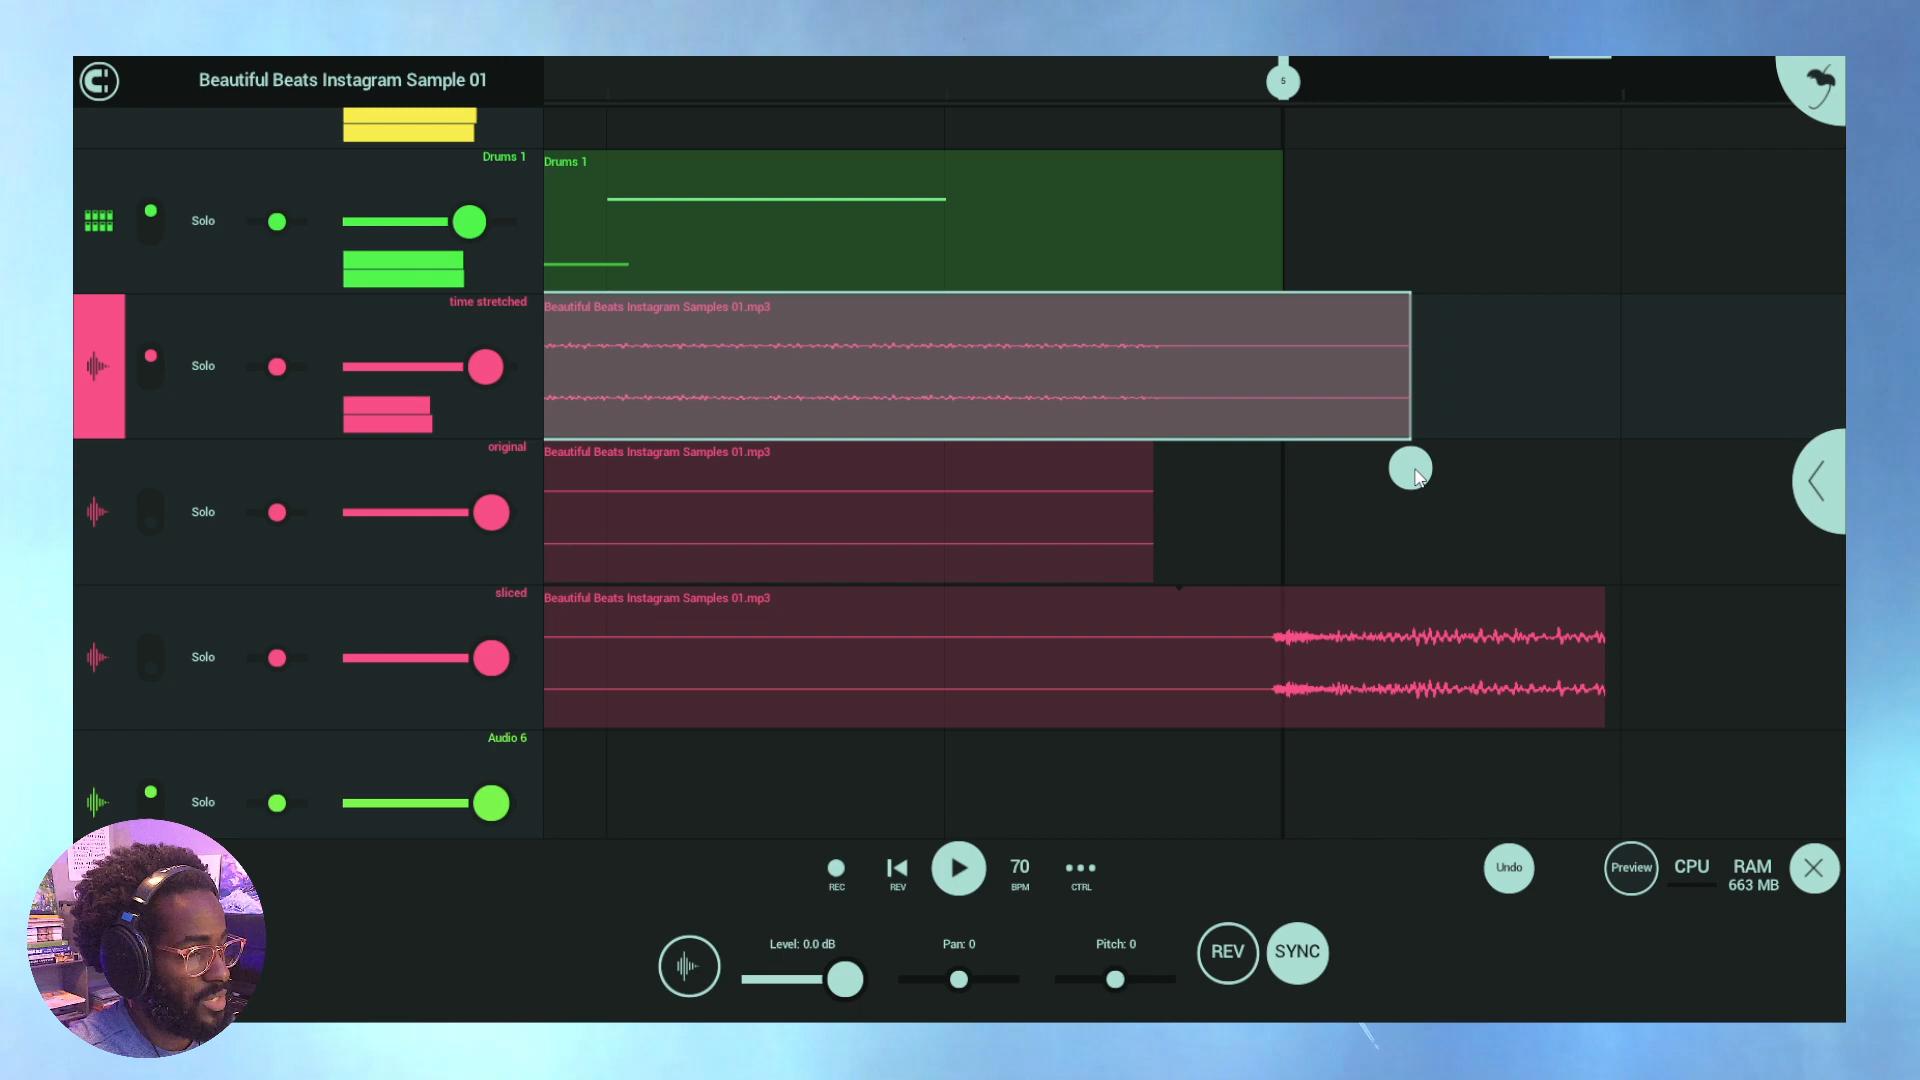 Beautiful Beats Instagram Sample 01
5
Drums 1
Drums 1
Solo
time stretched
Beautiful Beats Instagram Samples 01.mp3
Solo
original
Beautiful Beats Instagram Samples 01.mp3
Solo
sliced
Beautiful Beats Instagram Samples 01.mp3
Solo
Audio 6
Solo
REC
REV
70
BPM
CTRL
Undo
Preview
CPU
RAM
663 MB
Level: 0.0 dB
Pan: 0
Pitch: 0
REV
SYNC